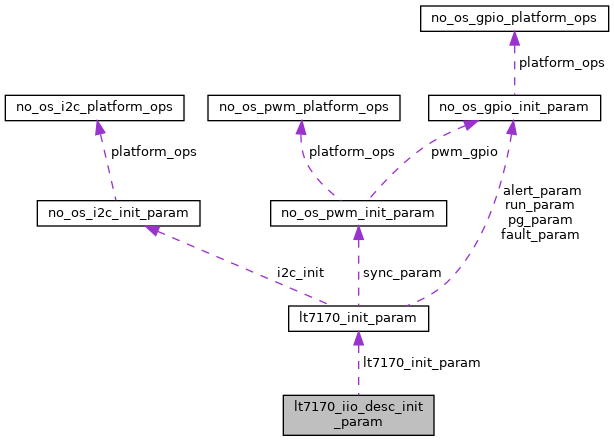 no_os_gpio_platform_ops
platform_ops
no_os_i2c_platform_ops
no_os_pwm_platform_ops
no_os_gpio_init_param
platform_ops
platform_ops
pwm_gpio
alert_param
run_param
pg_param
fault_param
no_os_i2c_init_param
no_os_pwm_init_param
i2c_init
sync_param
lt7170_init_param
lt7170_init_param
lt7170_iio_desc_init
_param